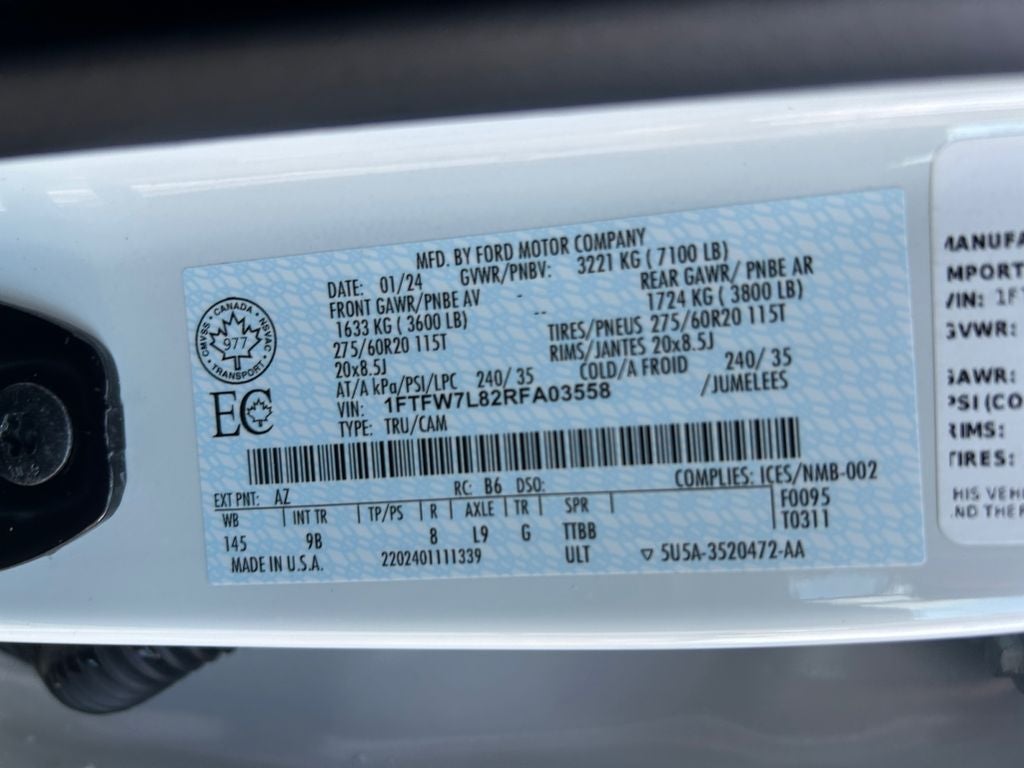 MFD. BY FORD MOTOR COMPANY
DATE: 01/24 GVWR/PNBV: 3221 KG ( 7100 LB)
FRONT GAWR/PNBE AV REAR GAWR/ PNBE AR
1633 KG ( 3600 LB) -- 1724 KG ( 3800 LB)
275/60R20 115T TIRES/PNEUS 275/60R20 115T
20x8.5J RIMS/JANTES 20x8.5J
AT/A kPa/PSI/LPC 240/ 35 COLD/A FROID 240/ 35
VIN: 1FTFW7L82RFA03558 /JUMELEES
TYPE: TRU/CAM
CMVSS · CANADA · NSVAC · TRANSPORT ·
977
EC
EXT PNT: AZ RC: B6 DSO: COMPLIES: ICES/NMB-002
WB INT TR TP/PS R AXLE TR SPR F0095
145 9B 8 L9 G TTBB T0311
MADE IN U.S.A. 2202401111339 ULT ▽ 5U5A-3520472-AA
MANUFA
MPORT
VIN: 1FT
GVWR:
GAWR:
PSI (CO
RIMS:
TIRES:
HIS VEHI
ND THE